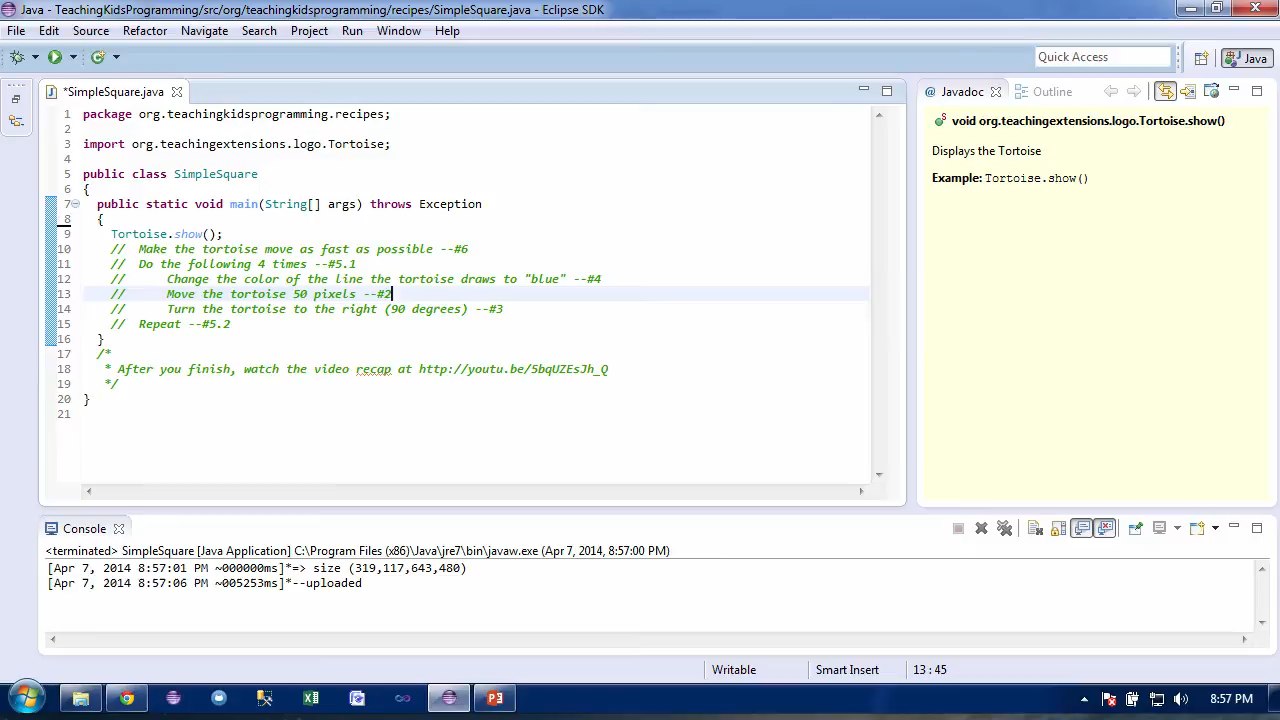 Java - TeachingKidsProgramming/src/org/teachingkidsprogramming/recipes/SimpleSquare.java - Eclipse SDK
File Edit Source Refactor Navigate Search Project Run Window Help
Quick Access
Java
*SimpleSquare.java
1 package org.teachingkidsprogramming.recipes;
2
3 import org.teachingextensions.logo.Tortoise;
4
5 public class SimpleSquare
6 {
7 public static void main(String[] args) throws Exception
8 {
9 Tortoise.show();
10 // Make the tortoise move as fast as possible --#6
11 // Do the following 4 times --#5.1
12 // Change the color of the line the tortoise draws to "blue" --#4
13 // Move the tortoise 50 pixels --#2
14 // Turn the tortoise to the right (90 degrees) --#3
15 // Repeat --#5.2
16 }
17 /*
18 * After you finish, watch the video recap at http://youtu.be/5bqUZEsJh_Q
19 */
20 }
21
Javadoc Outline
void org.teachingextensions.logo.Tortoise.show()
Displays the Tortoise
Example: Tortoise.show()
Console
<terminated> SimpleSquare [Java Application] C:\Program Files (x86)\Java\jre7\bin\javaw.exe (Apr 7, 2014, 8:57:00 PM)
[Apr 7, 2014 8:57:01 PM ~000000ms]*=> size (319,117,643,480)
[Apr 7, 2014 8:57:06 PM ~005253ms]*--uploaded
Writable Smart Insert 13 : 45
8:57 PM